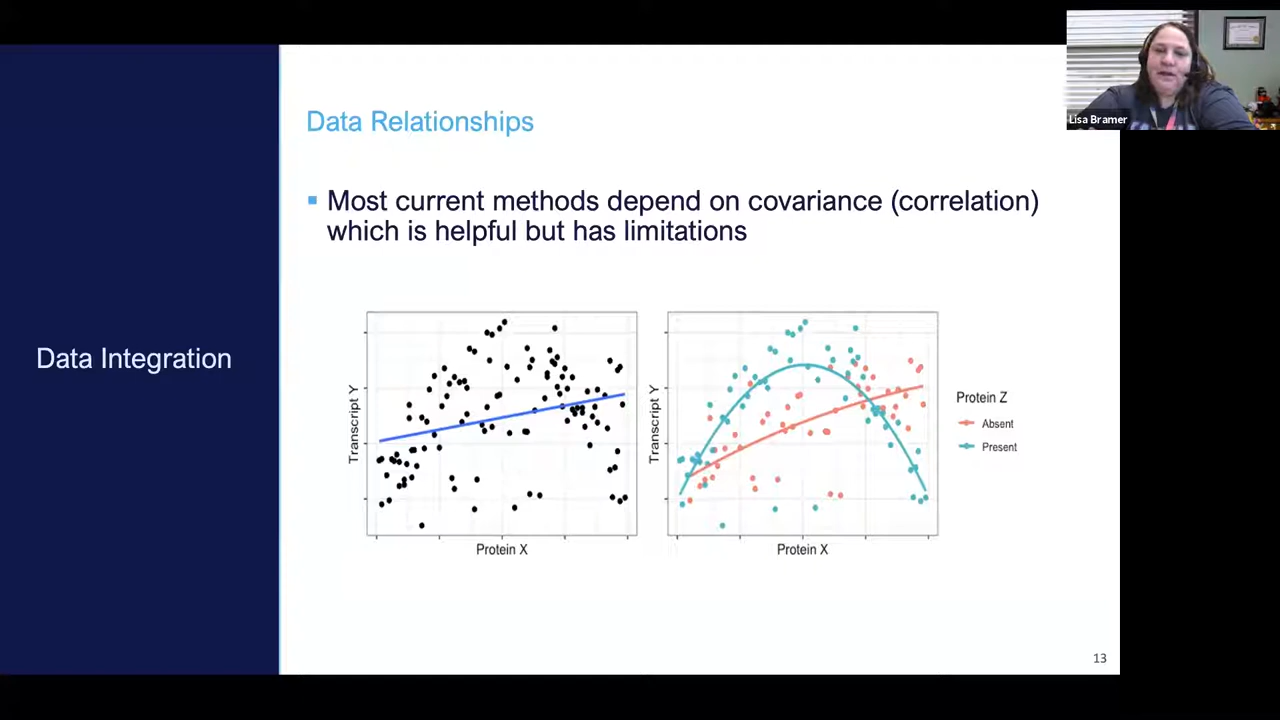 Lisa Bramer
Data Relationships
Most current methods depend on covariance (correlation)
which is helpful but has limitations
Data Integration
Transcript Y
Protein X
Transcript Y
Protein X
Protein Z
Absent
Present
13